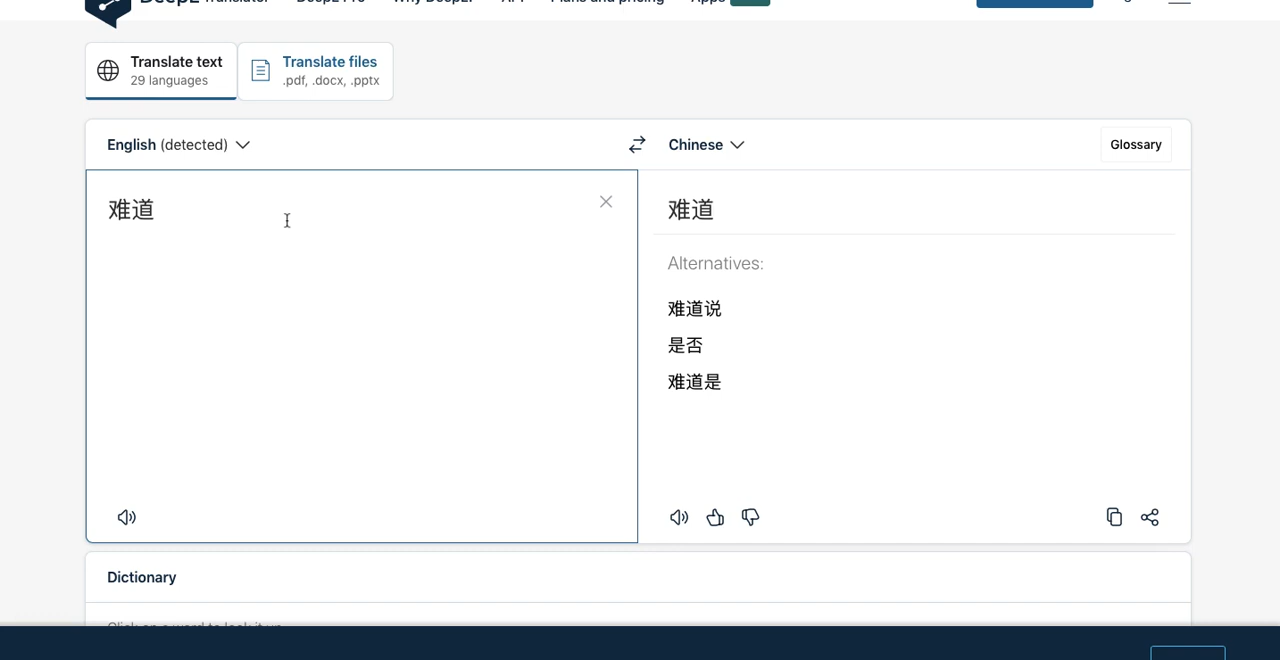 Translate text
29 languages
Translate files
.pdf, .docx, .pptx
English (detected)
Chinese
Glossary
难道
难道
Alternatives:
难道说
是否
难道是
Dictionary